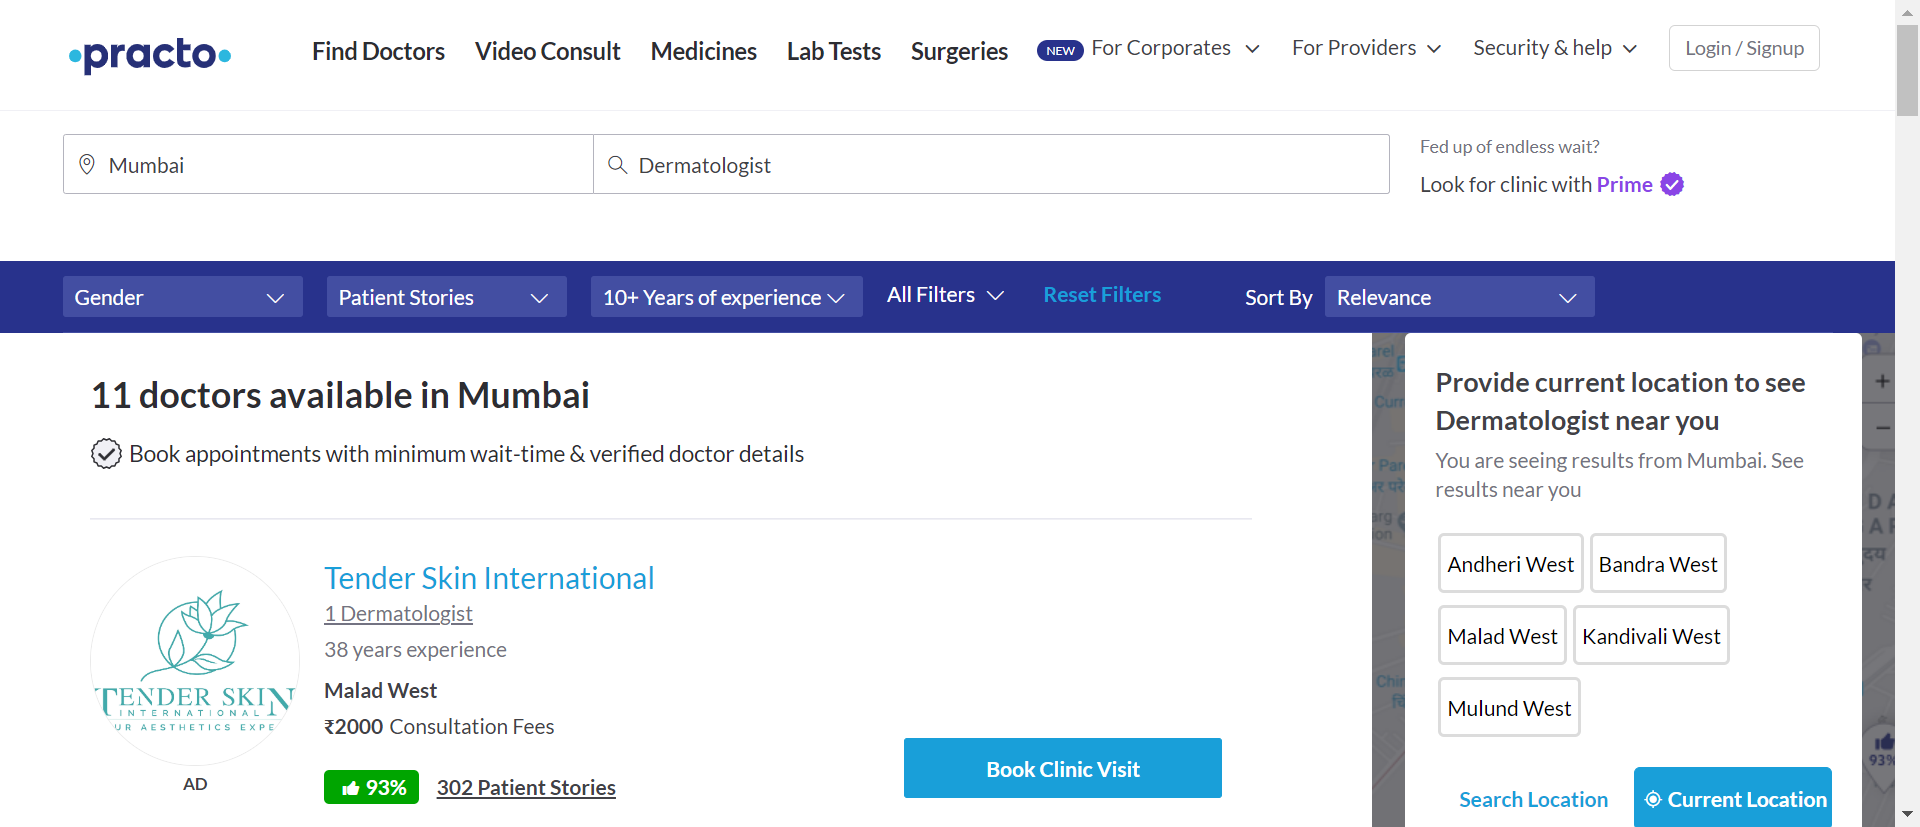 practo
Find Doctors
Video Consult
Medicines
Lab Tests
Surgeries
NEW For Corporates
For Providers
Security & help
Login / Signup
Mumbai
Dermatologist
Fed up of endless wait?
Look for clinic with Prime
Gender
Patient Stories
10+ Years of experience
All Filters
Reset Filters
Sort By
Relevance
11 doctors available in Mumbai
Book appointments with minimum wait-time & verified doctor details
TENDER SKIN
INTERNATIONAL
UR AESTHETICS EXPE
AD
Tender Skin International
1 Dermatologist
38 years experience
Malad West
₹2000 Consultation Fees
93%
302 Patient Stories
Book Clinic Visit
Provide current location to see
Dermatologist near you
You are seeing results from Mumbai. See
results near you
Andheri West
Bandra West
Malad West
Kandivali West
Mulund West
Search Location
Current Location
93%